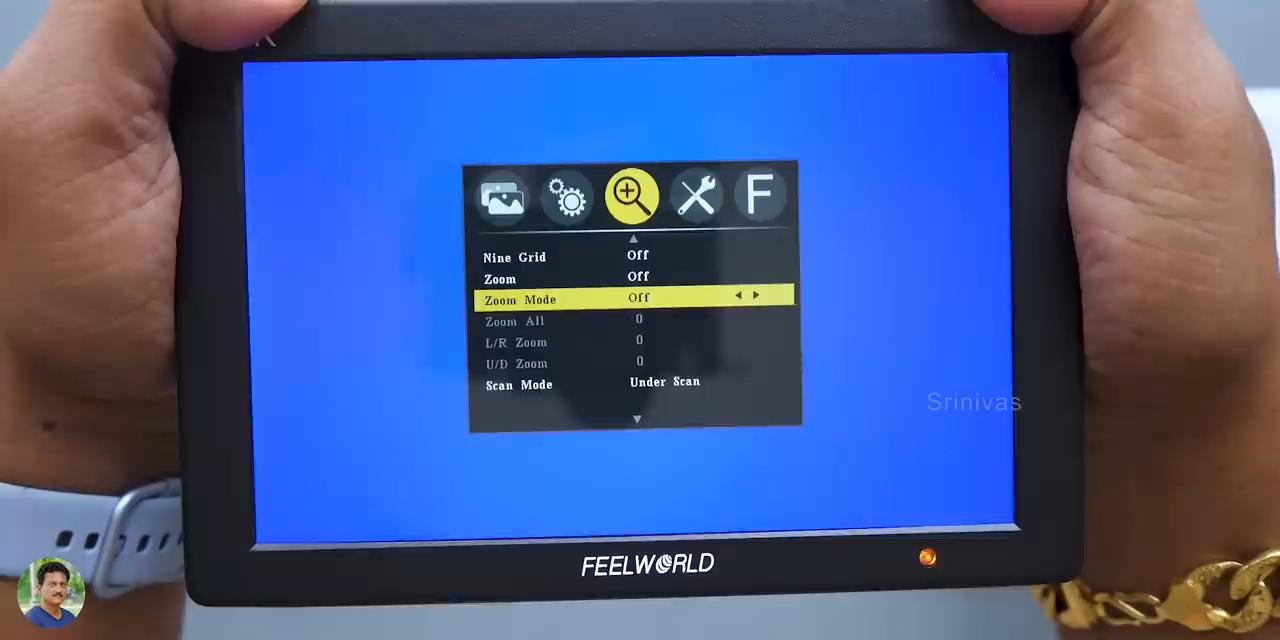 K
F
Nine Grid Off
Zoom Off
Zoom Mode Off
Zoom All 0
L/R Zoom 0
U/D Zoom 0
Scan Mode Under Scan
Srinivas
FEELWORLD